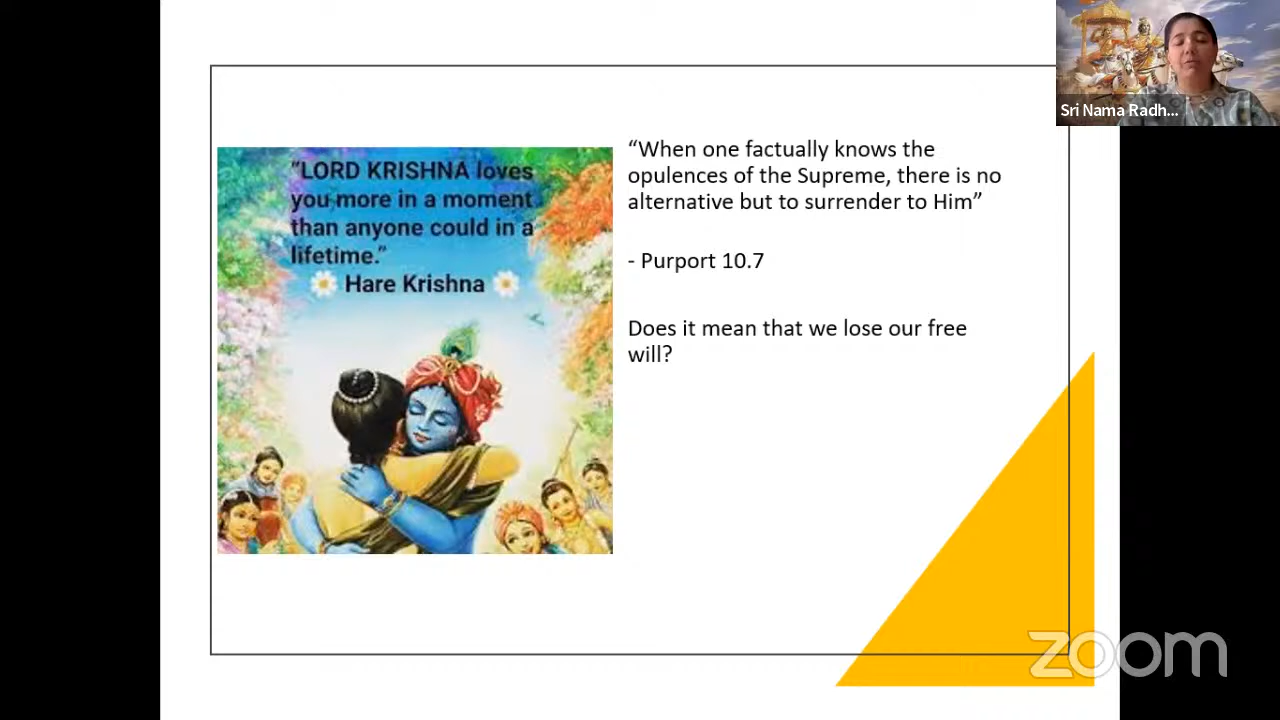 Sri Nama Radh...
"LORD KRISHNA loves
you more in a moment
than anyone could in a
lifetime."
Hare Krishna
“When one factually knows the
opulences of the Supreme, there is no
alternative but to surrender to Him”
- Purport 10.7
Does it mean that we lose our free
will?
zoom